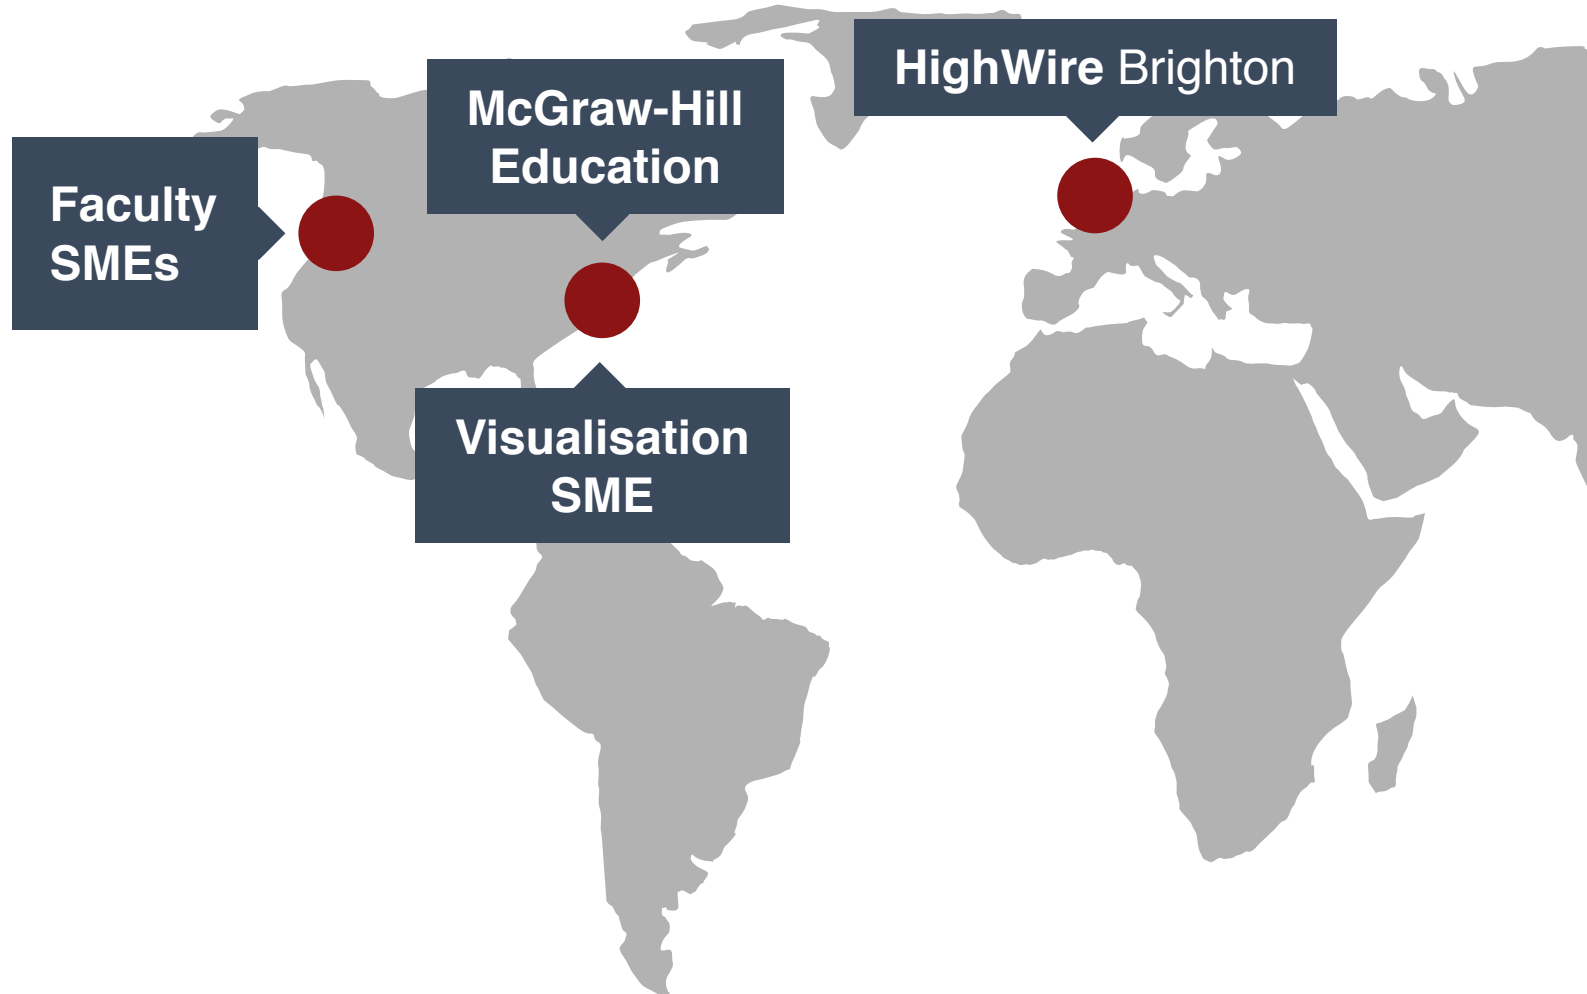 HighWire Brighton
McGraw-Hill
Education
Faculty
SMEs
Visualisation
SME